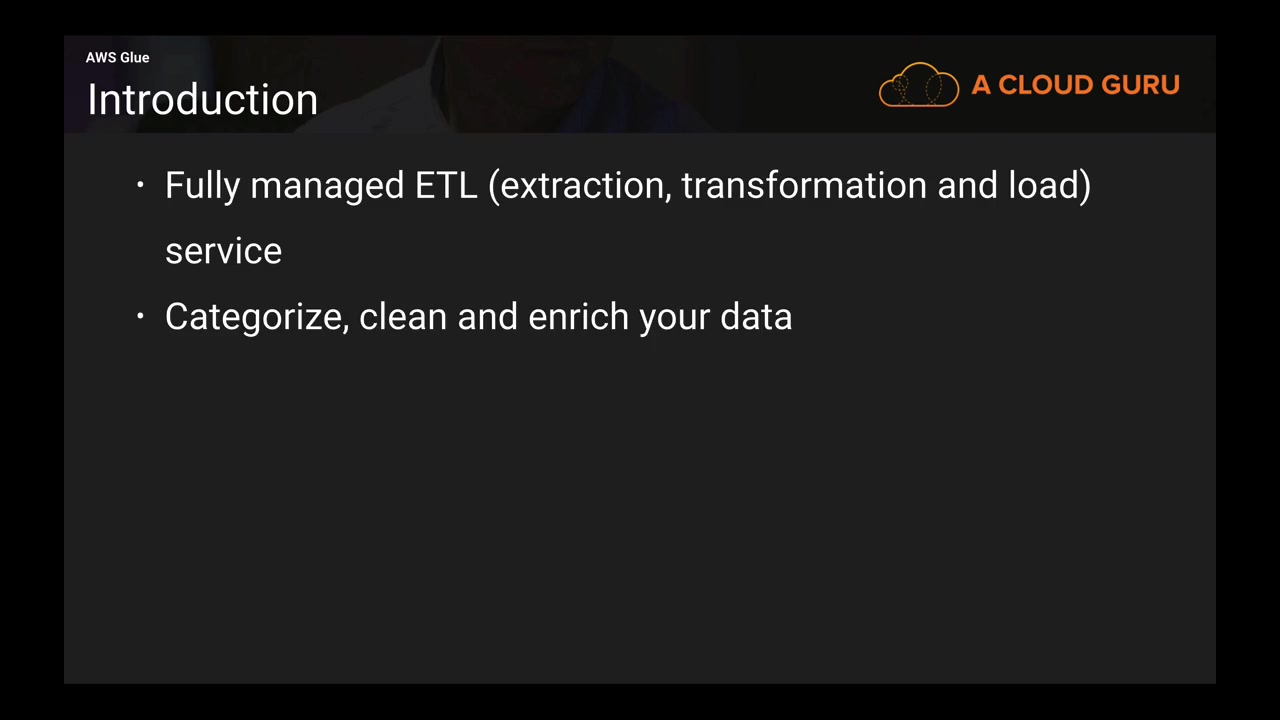 AWS Glue
Introduction
A CLOUD GURU
• Fully managed ETL (extraction, transformation and load)
service
• Categorize, clean and enrich your data